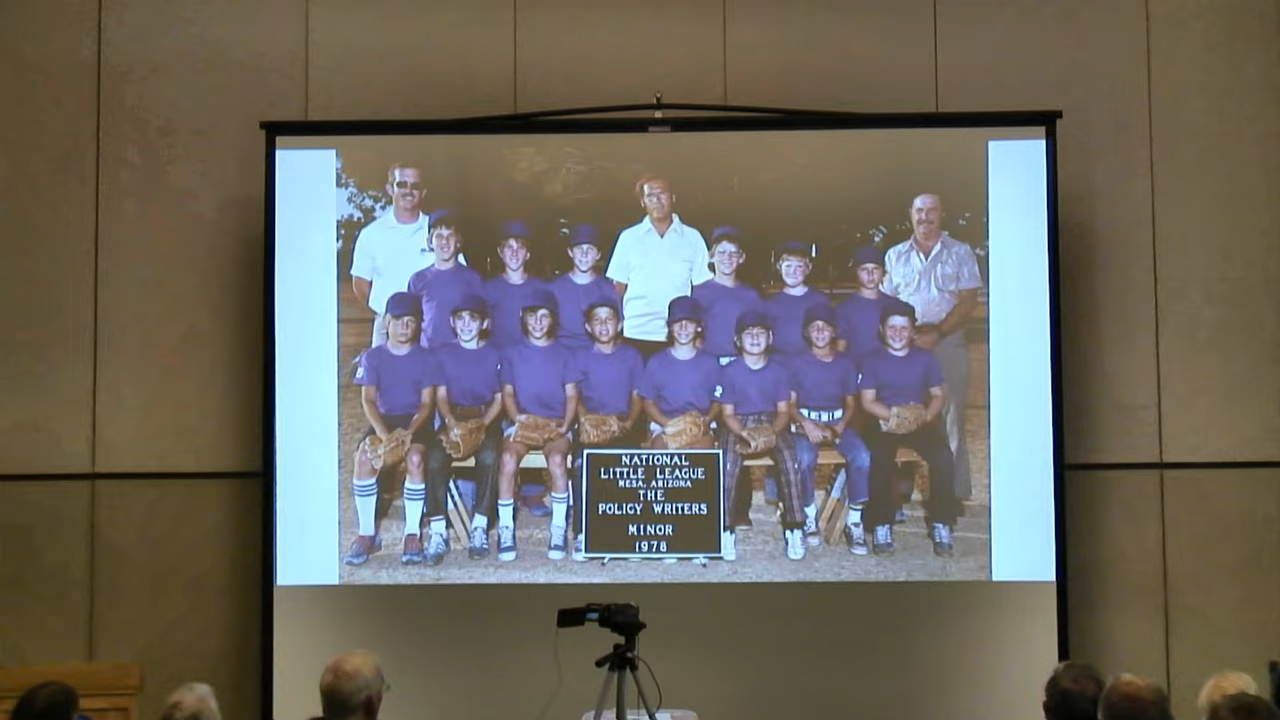 NATIONAL
LITTLE LEAGUE
MESA, ARIZONA
THE
POLICY WRITERS
MINOR
1978